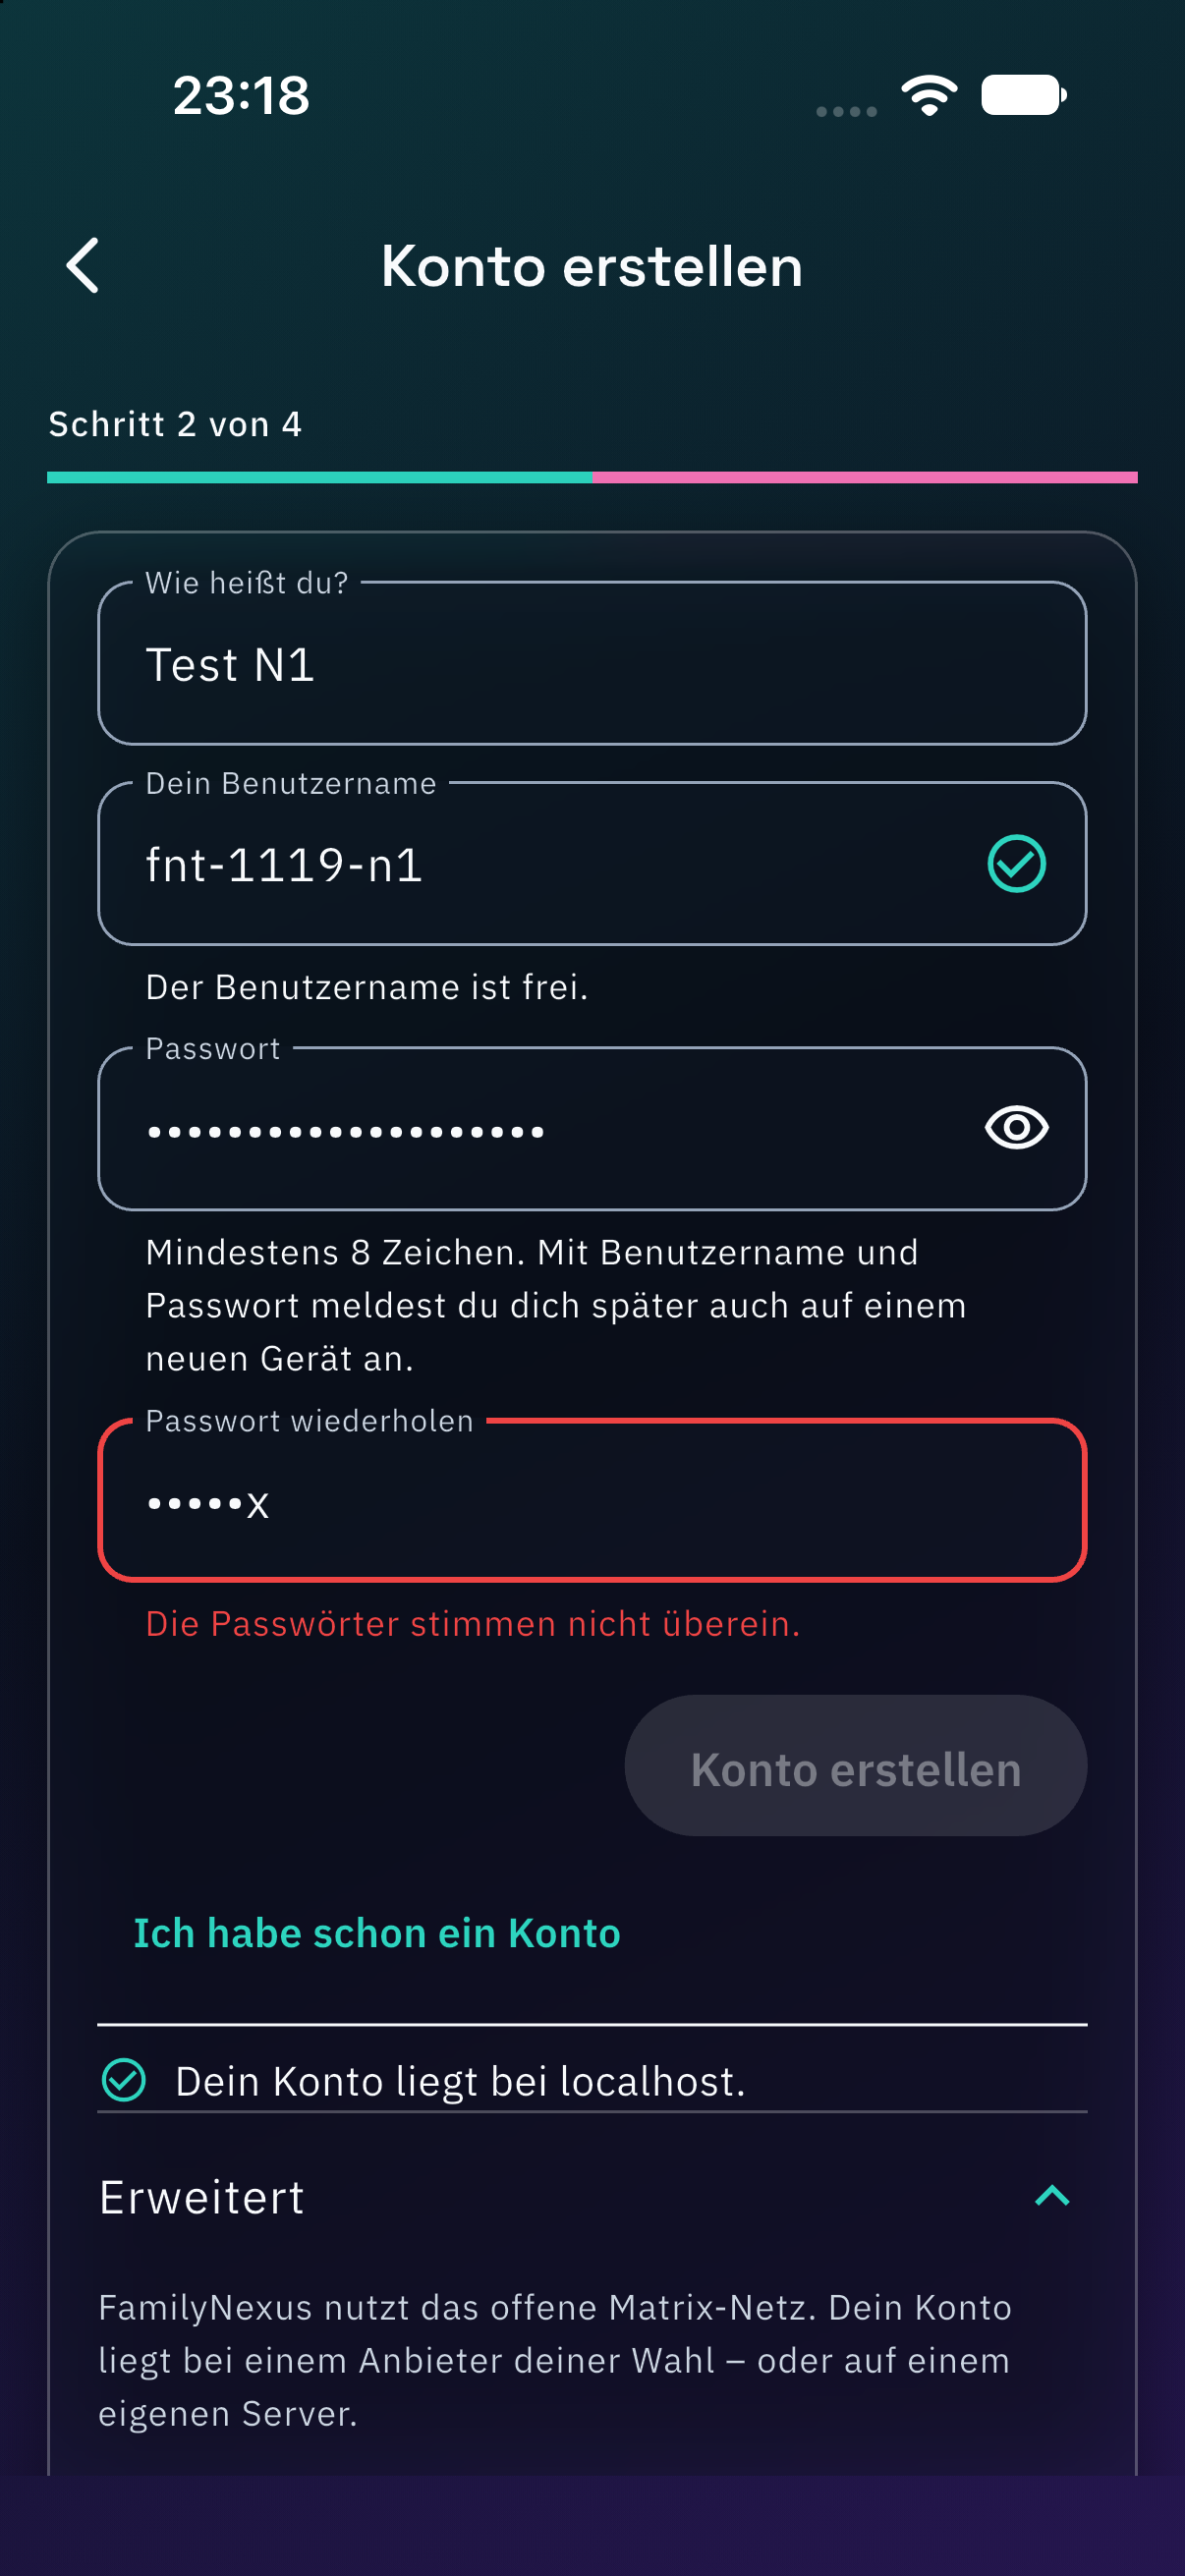 23:18
Konto erstellen
Schritt 2 von 4
Wie heißt du?
Test N1
Dein Benutzername
fnt-1119-n1
Der Benutzername ist frei.
Passwort
••••••••••••••••••••
Mindestens 8 Zeichen. Mit Benutzername und
Passwort meldest du dich später auch auf einem
neuen Gerät an.
Passwort wiederholen
•••••x
Die Passwörter stimmen nicht überein.
Konto erstellen
Ich habe schon ein Konto
Dein Konto liegt bei localhost.
Erweitert
FamilyNexus nutzt das offene Matrix-Netz. Dein Konto
liegt bei einem Anbieter deiner Wahl – oder auf einem
eigenen Server.